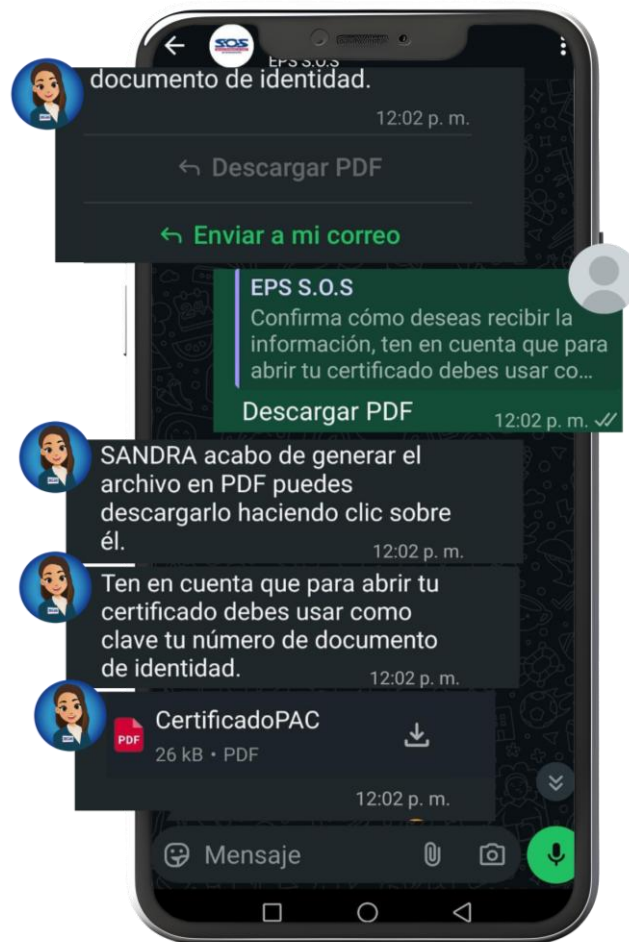 SOS
EPS S.O.S
documento de identidad.
12:02 p. m.
Descargar PDF
Enviar a mi correo
EPS S.O.S
Confirma cómo deseas recibir la
información, ten en cuenta que para
abrir tu certificado debes usar co...
Descargar PDF
12:02 p. m.
SANDRA acabo de generar el
archivo en PDF puedes
descargarlo haciendo clic sobre
él.
12:02 p. m.
Ten en cuenta que para abrir tu
certificado debes usar como
clave tu número de documento
de identidad.
12:02 p. m.
PDF
CertificadoPAC
26 kB • PDF
12:02 p. m.
Mensaje